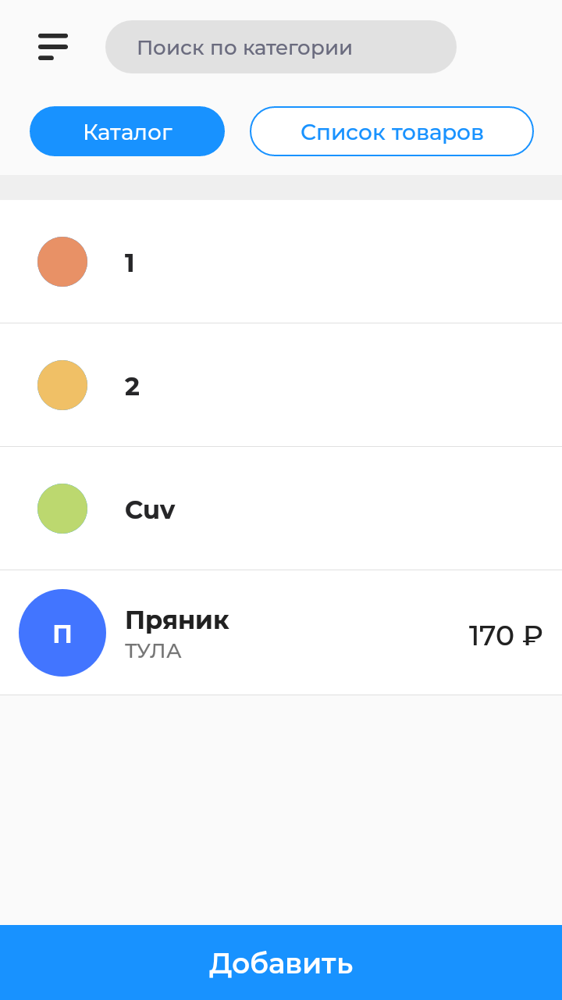 Поиск по категории
Каталог
Список товаров
1
2
Cuv
П
Пряник
ТУЛА
170 ₽
Добавить